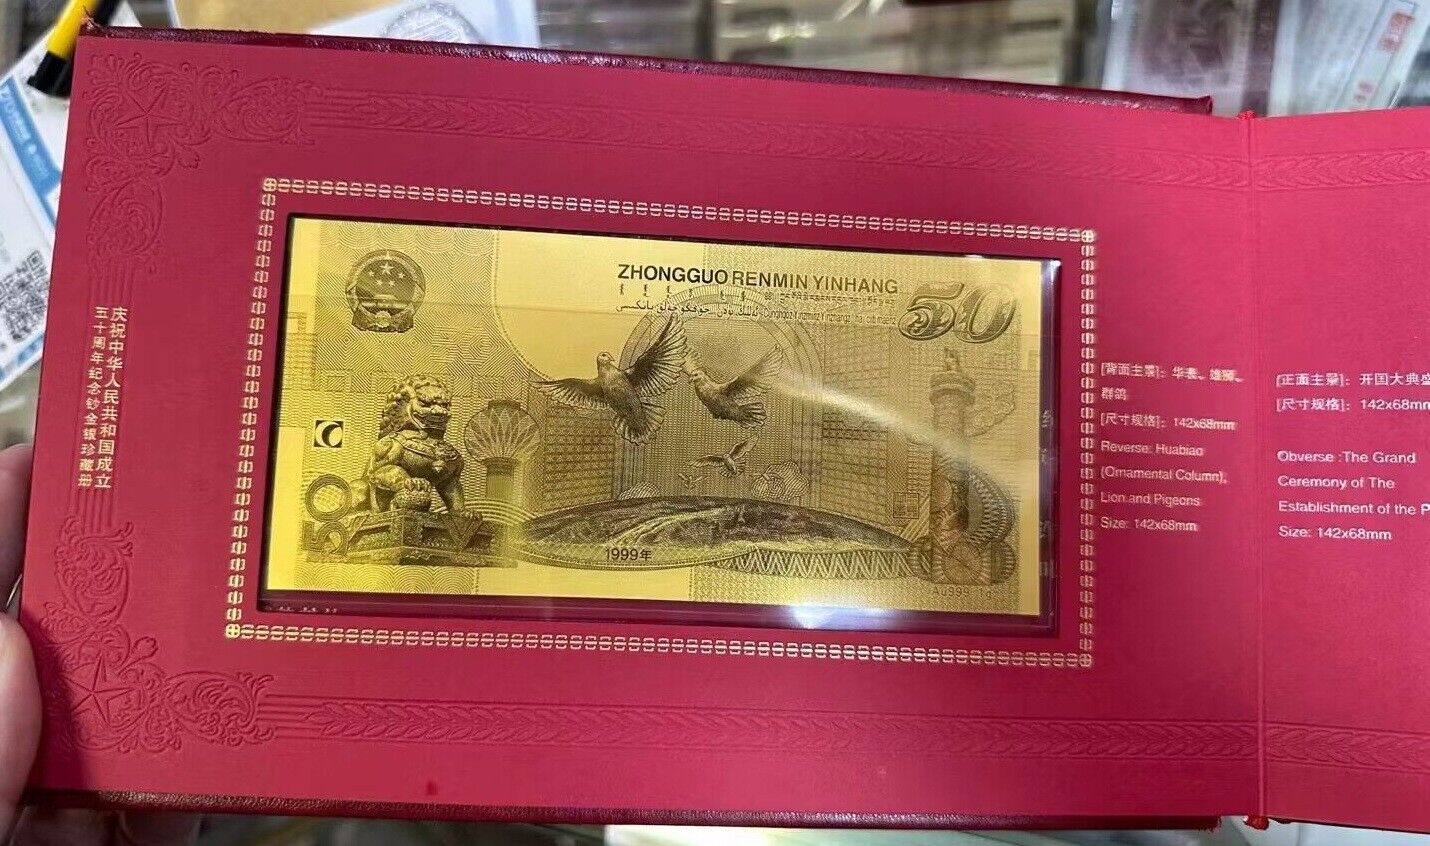 庆祝中华人民共和国成立
五十周年纪念钞金银珍藏册
ZHONGGUO RENMIN YINHANG
50
50
1999年
Au999 1g
[背面主景]：华表、雄狮、
群鸽
[尺寸规格]：142x68mm
Reverse: Huabiao
(Ornamental Column),
Lion and Pigeons
Size: 142x68mm
[正面主景]：开国大典
[尺寸规格]：142x68mm
Obverse :The Grand
Ceremony of The
Establishment of the
Size: 142x68mm